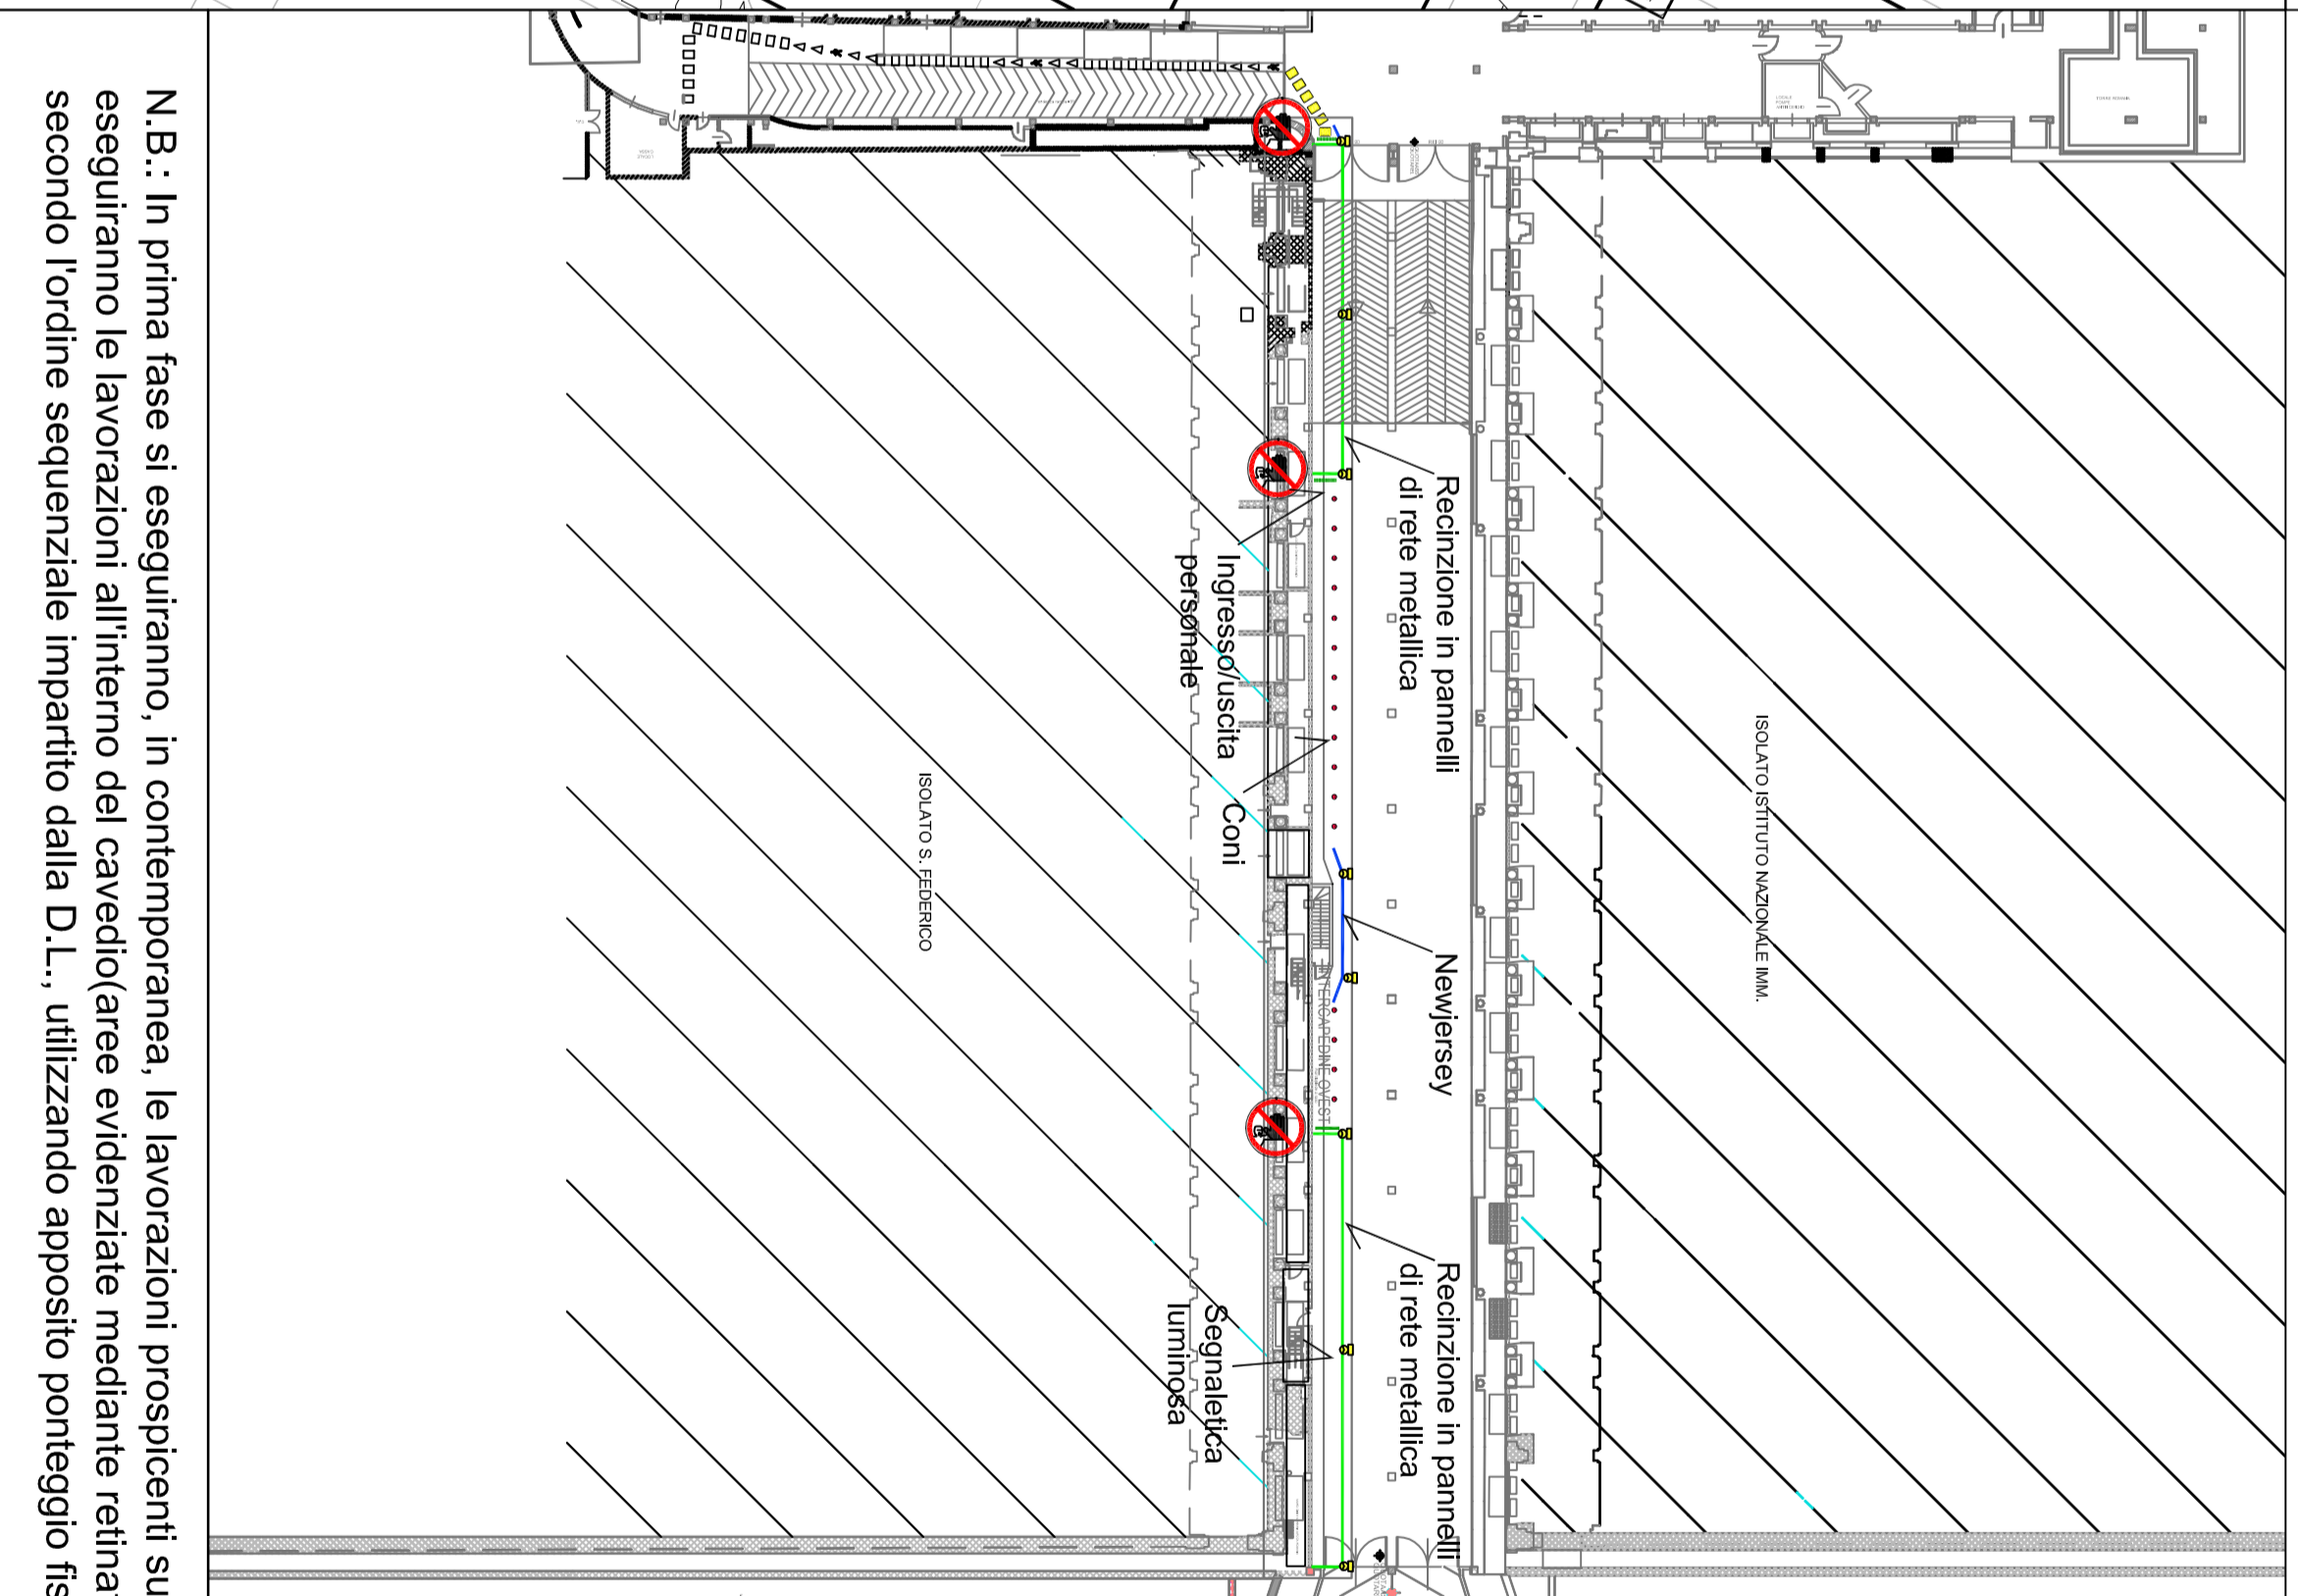 N.B.: In prima fase si eseguiranno, in contemporanea, le lavorazioni prospicenti su
eseguiranno le lavorazioni all'interno del cavedio(aree evidenziate mediante retinat
secondo l'ordine sequenziale impartito dalla D.L., utilizzando apposito ponteggio fis
ISOLATO ISTITUTO NAZIONALE IMM.
Recinzione in pannelli
di rete metallica
Newjersey
Recinzione in pannelli
di rete metallica
INTERCAPEDINE OVEST
Ingresso/uscita
personale
Coni
Segnaletica
luminosa
ISOLATO S. FEDERICO